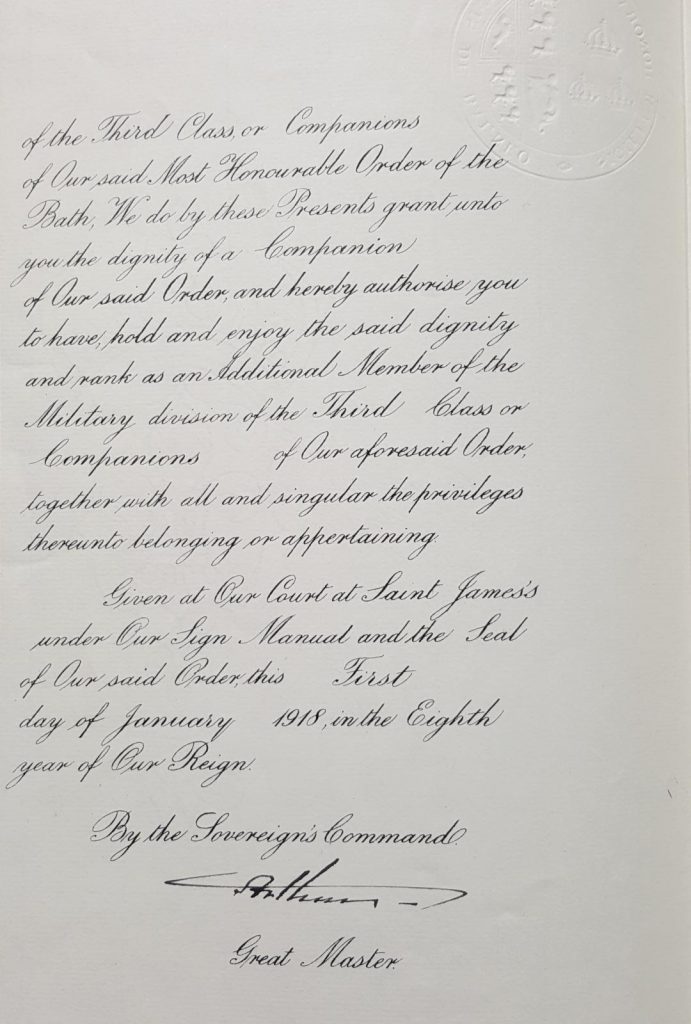 of the Third Class, or Companions
of Our said Most Honourable Order of the
Bath, We do by these Presents grant unto
you the dignity of a Companion
of Our said Order, and hereby authorise you
to have, hold and enjoy the said dignity
and rank as an Additional Member of the
Military division of the Third Class or
Companions of Our aforesaid Order,
together with all and singular the privileges
thereunto belonging or appertaining.
Given at Our Court at Saint James's
under Our Sign Manual and the Seal
of Our said Order, this First
day of January 1918, in the Eighth
year of Our Reign.
By the Sovereign's Command.
Arthur
Great Master.